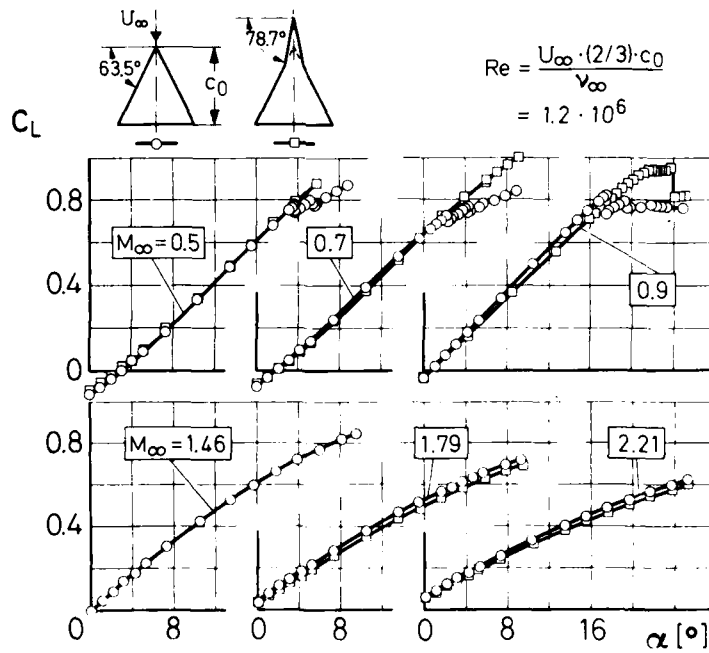 U∞
63.5°
c0
78.7°
Re = U∞ · (2/3) · c0 / ν∞
= 1.2 · 10^6
CL
0.8
0.4
0
M∞ = 0.5
0.7
0.9
0.8
0.4
M∞ = 1.46
1.79
2.21
0 8 0 8 0 8 16 α [°]